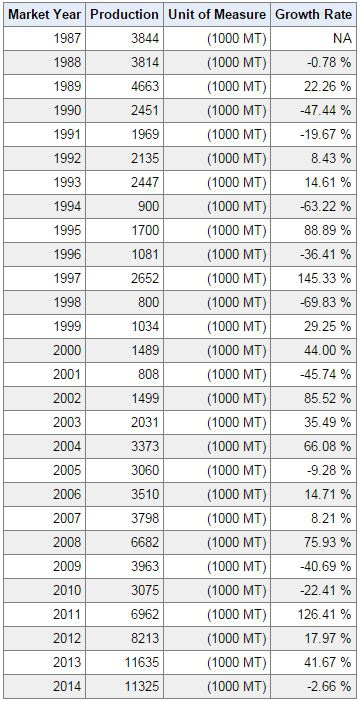 Market Year Production Unit of Measure Growth Rate
1987 3844 (1000 MT) NA
1988 3814 (1000 MT) -0.78 %
1989 4663 (1000 MT) 22.26 %
1990 2451 (1000 MT) -47.44 %
1991 1969 (1000 MT) -19.67 %
1992 2135 (1000 MT) 8.43 %
1993 2447 (1000 MT) 14.61 %
1994 900 (1000 MT) -63.22 %
1995 1700 (1000 MT) 88.89 %
1996 1081 (1000 MT) -36.41 %
1997 2652 (1000 MT) 145.33 %
1998 800 (1000 MT) -69.83 %
1999 1034 (1000 MT) 29.25 %
2000 1489 (1000 MT) 44.00 %
2001 808 (1000 MT) -45.74 %
2002 1499 (1000 MT) 85.52 %
2003 2031 (1000 MT) 35.49 %
2004 3373 (1000 MT) 66.08 %
2005 3060 (1000 MT) -9.28 %
2006 3510 (1000 MT) 14.71 %
2007 3798 (1000 MT) 8.21 %
2008 6682 (1000 MT) 75.93 %
2009 3963 (1000 MT) -40.69 %
2010 3075 (1000 MT) -22.41 %
2011 6962 (1000 MT) 126.41 %
2012 8213 (1000 MT) 17.97 %
2013 11635 (1000 MT) 41.67 %
2014 11325 (1000 MT) -2.66 %